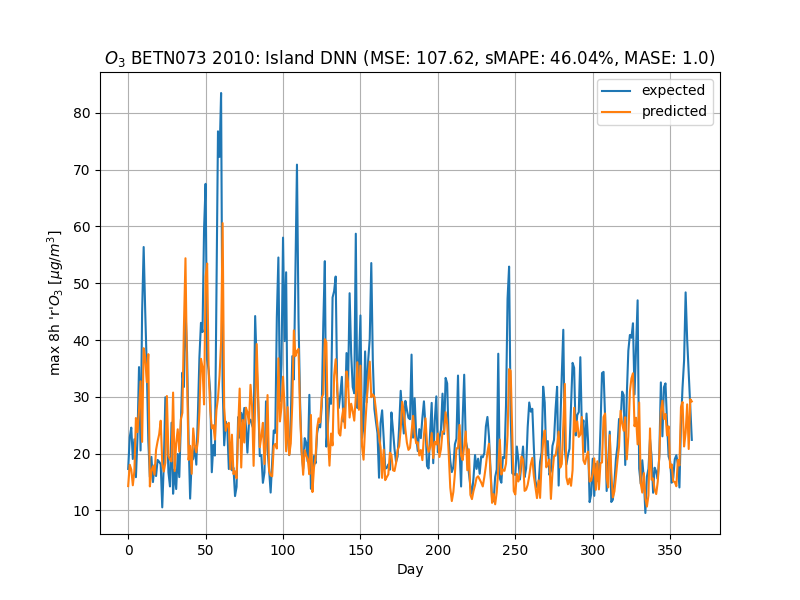 O3 BETN073 2010: Island DNN (MSE: 107.62, sMAPE: 46.04%, MASE: 1.0)
expected
predicted
80
70
60
50
40
30
20
10
max 8h 'r'O3 [μg/m3]
0 50 100 150 200 250 300 350
Day